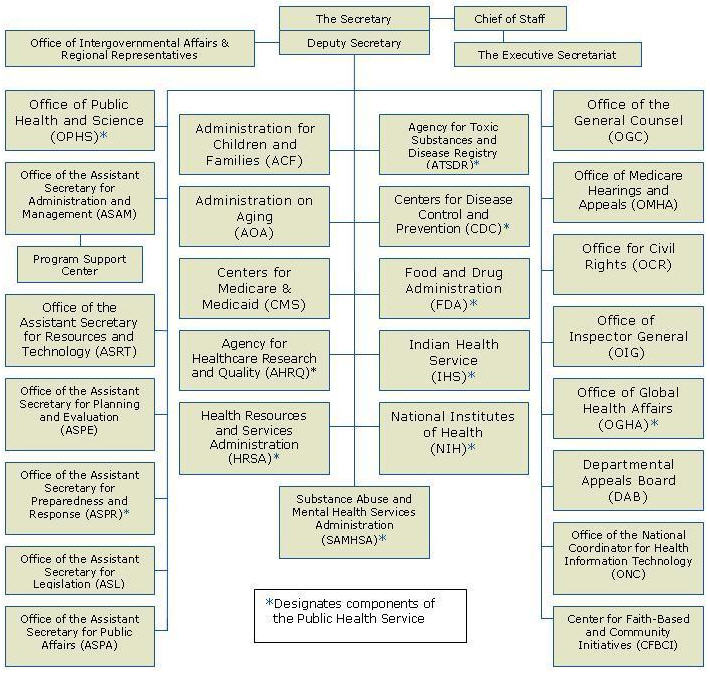 The Secretary
Chief of Staff
Office of Intergovernmental Affairs &
Regional Representatives
Deputy Secretary
The Executive Secretariat
Office of Public
Health and Science
(OPHS)*
Office of the Assistant
Secretary for
Administration and
Management (ASAM)
Program Support
Center
Office of the
Assistant Secretary
for Resources and
Technology (ASRT)
Office of the Assistant
Secretary for Planning
and Evaluation
(ASPE)
Office of the Assistant
Secretary for
Preparedness and
Response (ASPR)*
Office of the Assistant
Secretary for
Legislation (ASL)
Office of the Assistant
Secretary for Public
Affairs (ASPA)
Administration for
Children and
Families (ACF)
Administration on
Aging
(AOA)
Centers for
Medicare &
Medicaid (CMS)
Agency for
Healthcare Research
and Quality (AHRQ)*
Health Resources
and Services
Administration
(HRSA)*
Agency for Toxic
Substances and
Disease Registry
(ATSDR)*
Centers for Disease
Control and
Prevention (CDC)*
Food and Drug
Administration
(FDA)*
Indian Health
Service
(IHS)*
National Institutes
of Health
(NIH)*
Substance Abuse and
Mental Health Services
Administration
(SAMHSA)*
Office of the
General Counsel
(OGC)
Office of Medicare
Hearings and
Appeals (OMHA)
Office for Civil
Rights (OCR)
Office of
Inspector General
(OIG)
Office of Global
Health Affairs
(OGHA)*
Departmental
Appeals Board
(DAB)
Office of the National
Coordinator for Health
Information Technology
(ONC)
Center for Faith-Based
and Community
Initiatives (CFBCI)
*Designates components of
the Public Health Service